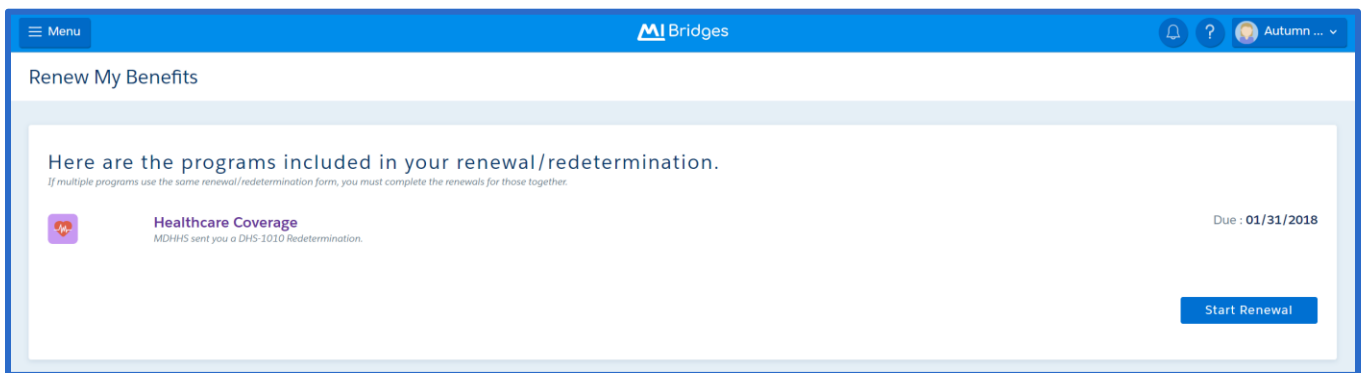 Menu
MI Bridges
?
Autumn ...
Renew My Benefits
Here are the programs included in your renewal/redetermination.
If multiple programs use the same renewal/redetermination form, you must complete the renewals for those together.
Healthcare Coverage
Due : 01/31/2018
MDHHS sent you a DHS-1010 Redetermination.
Start Renewal